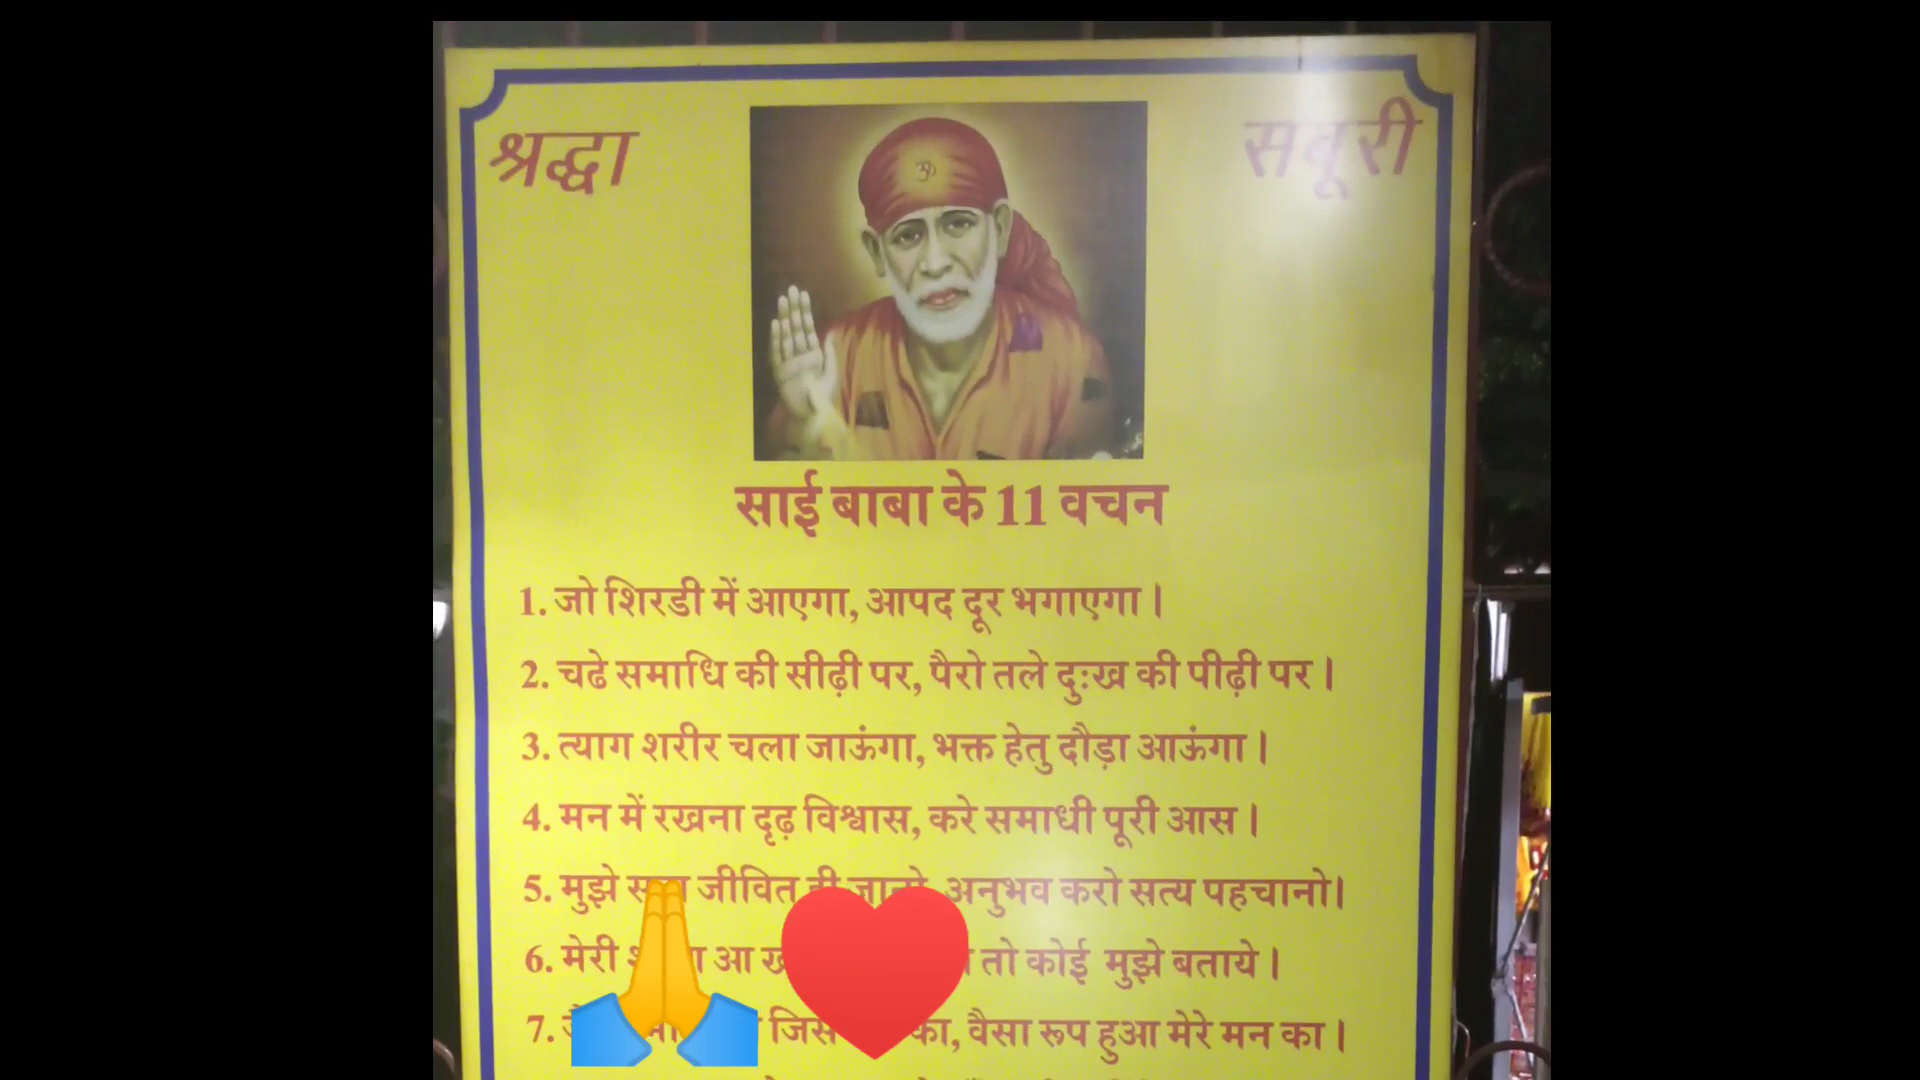 श्रद्धा
सबूरी
ॐ
साई बाबा के 11 वचन
1. जो शिरडी में आएगा, आपद दूर भगाएगा।
2. चढे समाधि की सीढ़ी पर, पैरो तले दुःख की पीढ़ी पर।
3. त्याग शरीर चला जाऊंगा, भक्त हेतु दौड़ा आऊंगा।
4. मन में रखना दृढ़ विश्वास, करे समाधी पूरी आस।
5. मुझे जीवित अनुभव करो सत्य पहचानो।
6. मेरी आ तो कोई मुझे बताये।
7. वैसा रूप हुआ मेरे मन का।